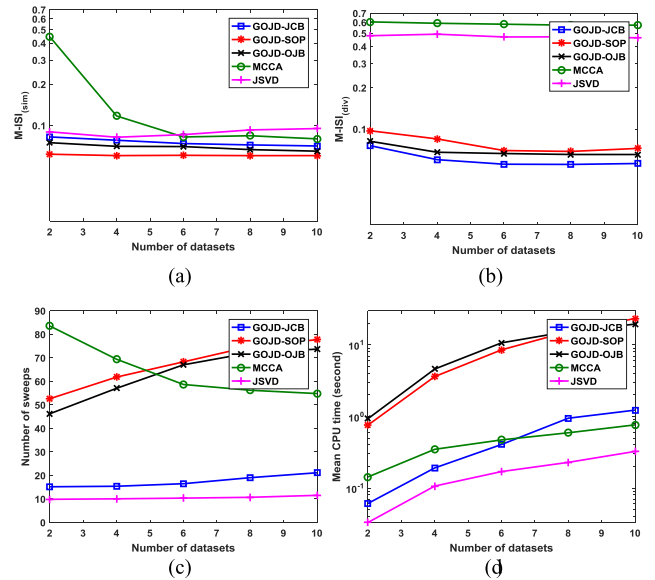 0.7
0.6
0.5
0.4
0.3
0.2
0.1
M-ISI(sim)
GOJD-JCB
GOJD-SOP
GOJD-OJB
MCCA
JSVD
2 3 4 5 6 7 8 9 10
Number of datasets
(a)
0.7
0.6
0.5
0.4
0.3
0.2
0.1
M-ISI(div)
GOJD-JCB
GOJD-SOP
GOJD-OJB
MCCA
JSVD
2 3 4 5 6 7 8 9 10
Number of datasets
(b)
90
80
70
60
50
40
30
20
10
0
Number of sweeps
GOJD-JCB
GOJD-SOP
GOJD-OJB
MCCA
JSVD
2 3 4 5 6 7 8 9 10
Number of datasets
(c)
10^1
10^0
10^-1
Mean CPU time (second)
GOJD-JCB
GOJD-SOP
GOJD-OJB
MCCA
JSVD
2 3 4 5 6 7 8 9 10
Number of datasets
(d)